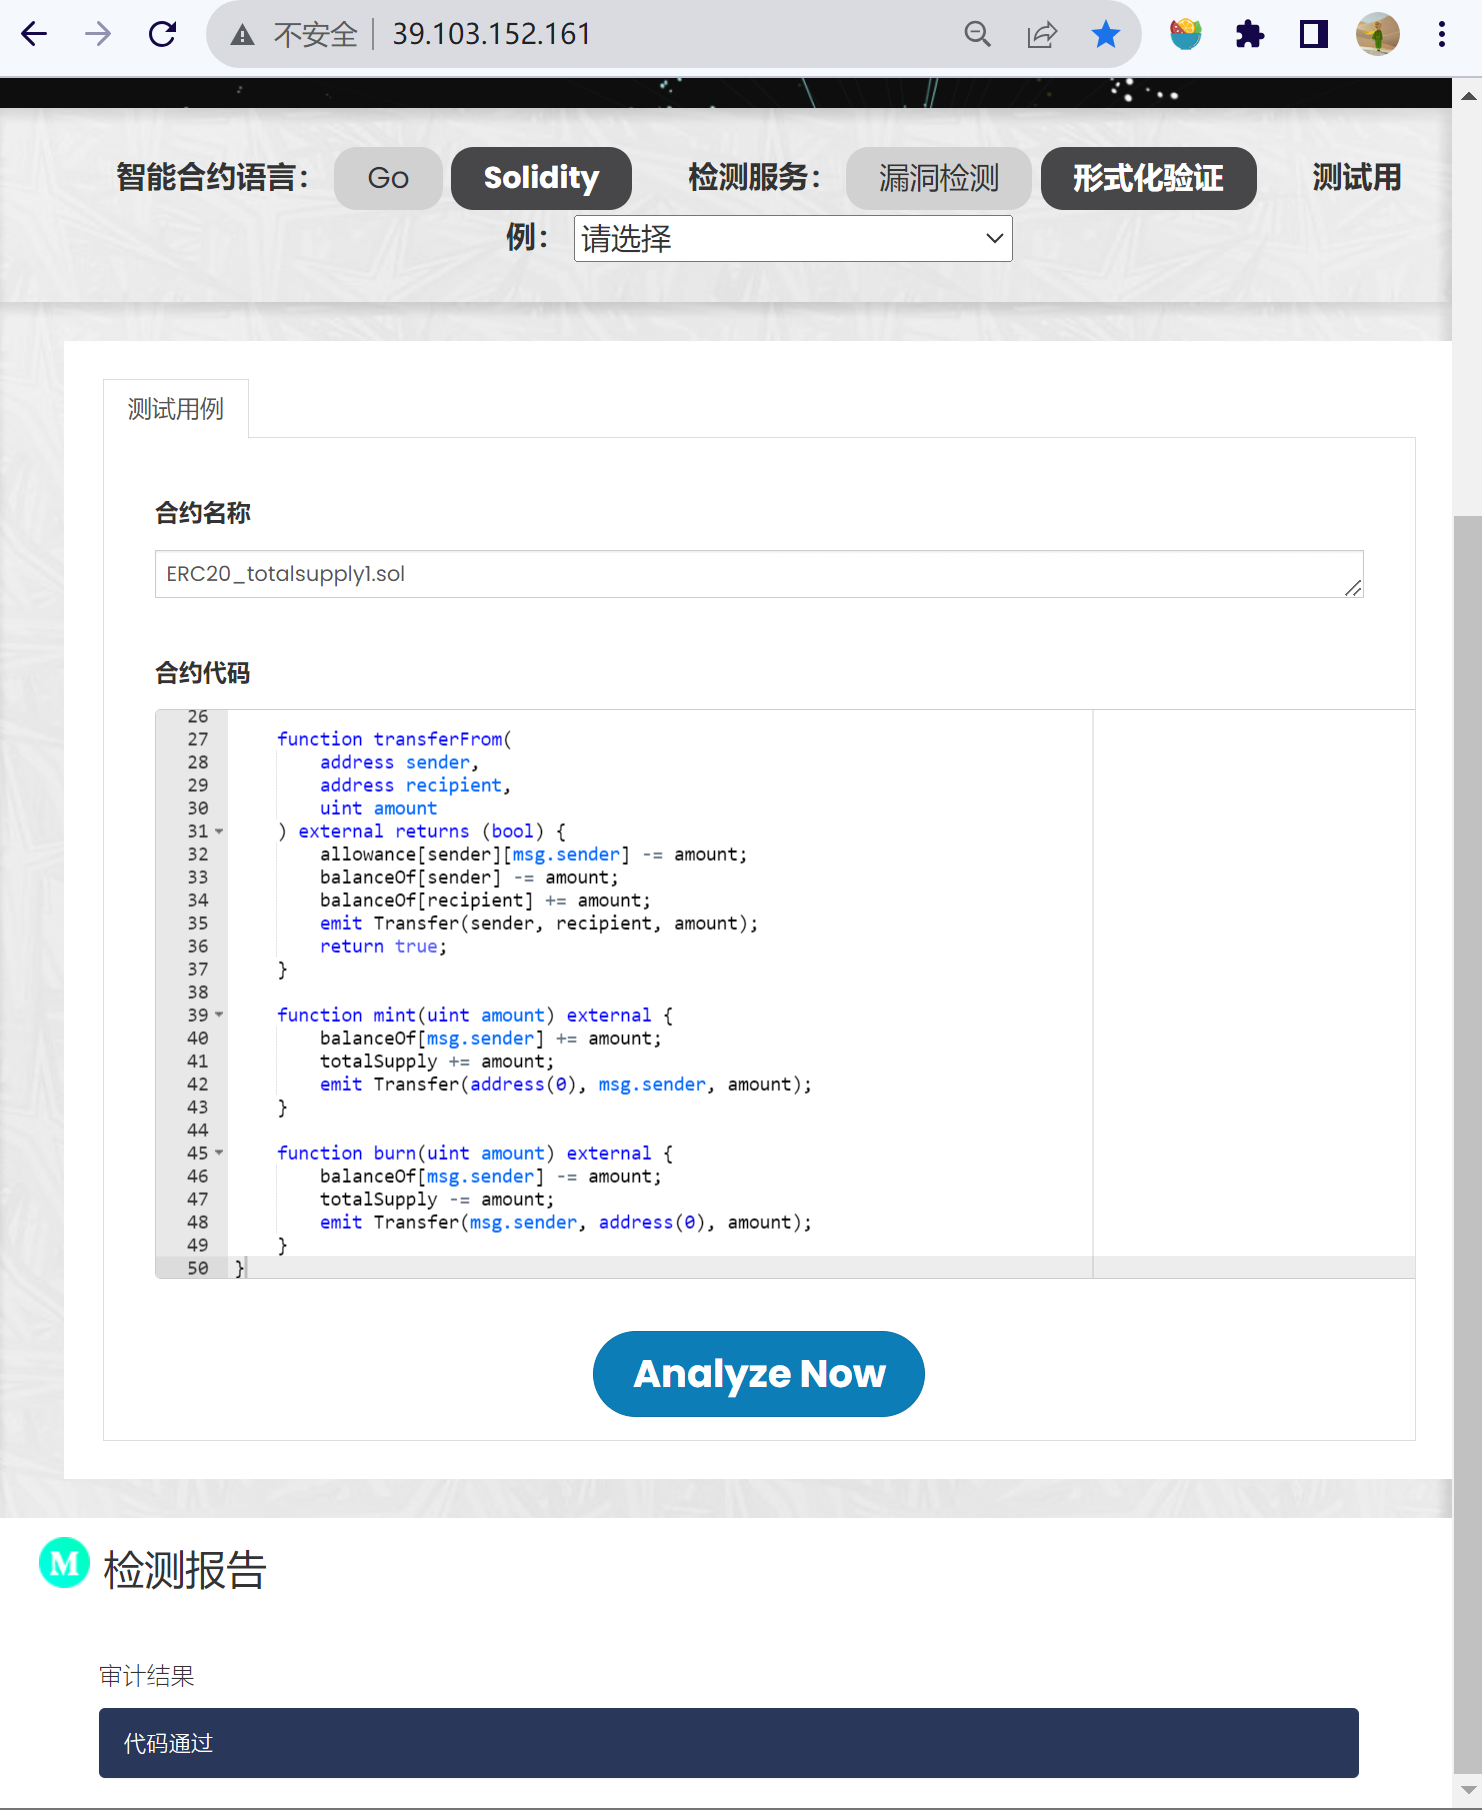 不安全 39.103.152.161
智能合约语言： Go Solidity 检测服务： 漏洞检测 形式化验证 测试用
例： 请选择
测试用例
合约名称
ERC20_totalsupply1.sol
合约代码
26
27 function transferFrom(
28 address sender,
29 address recipient,
30 uint amount
31 ) external returns (bool) {
32 allowance[sender][msg.sender] -= amount;
33 balanceOf[sender] -= amount;
34 balanceOf[recipient] += amount;
35 emit Transfer(sender, recipient, amount);
36 return true;
37 }
38
39 function mint(uint amount) external {
40 balanceOf[msg.sender] += amount;
41 totalSupply += amount;
42 emit Transfer(address(0), msg.sender, amount);
43 }
44
45 function burn(uint amount) external {
46 balanceOf[msg.sender] -= amount;
47 totalSupply -= amount;
48 emit Transfer(msg.sender, address(0), amount);
49 }
50 }
Analyze Now
M 检测报告
审计结果
代码通过